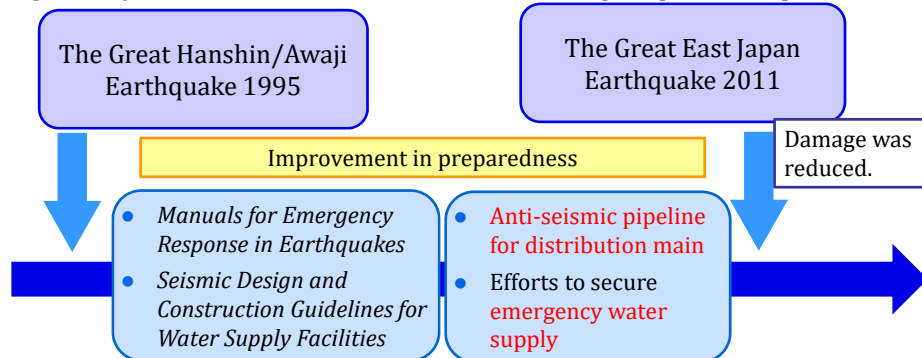 The Great Hanshin/Awaji
Earthquake 1995
The Great East Japan
Earthquake 2011
Damage was
reduced.
Improvement in preparedness
• Manuals for Emergency
Response in Earthquakes
• Seismic Design and
Construction Guidelines for
Water Supply Facilities
• Anti-seismic pipeline
for distribution main
• Efforts to secure
emergency water
supply